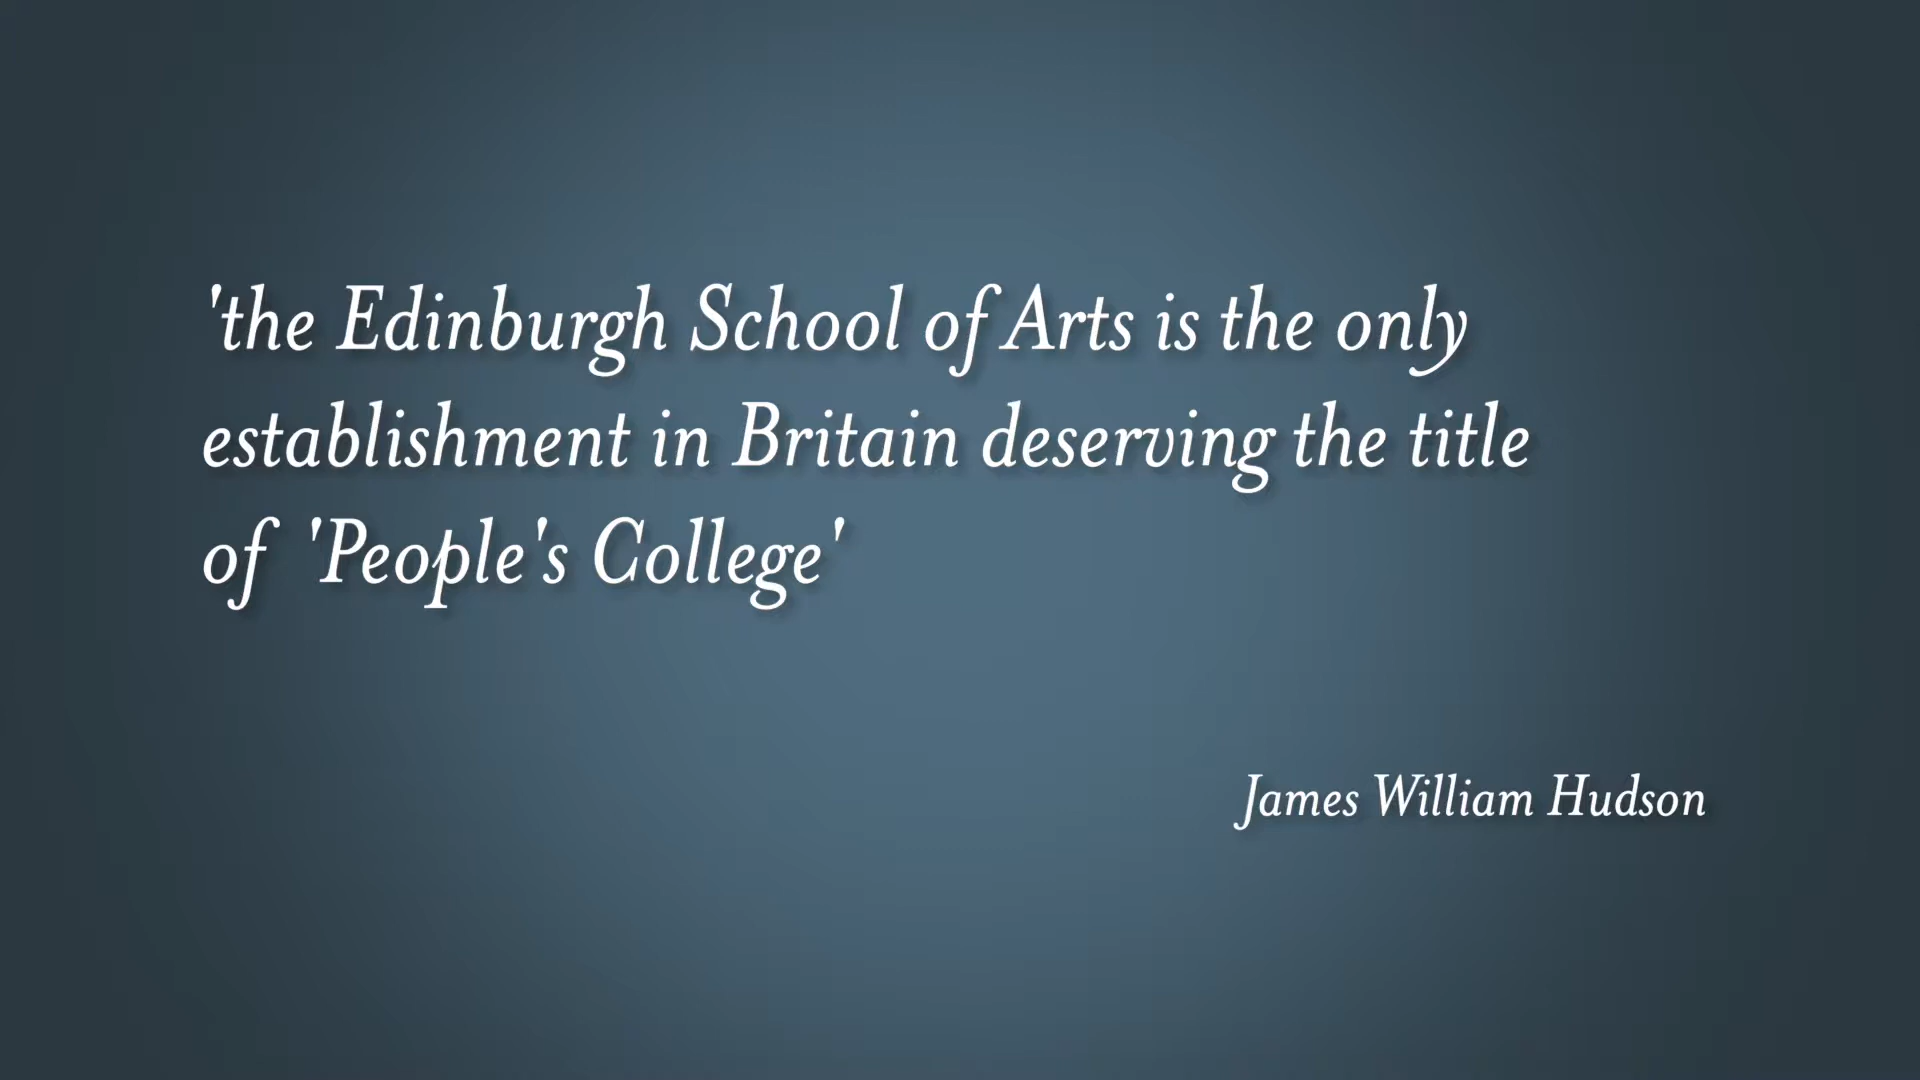 'the Edinburgh School of Arts is the only
establishment in Britain deserving the title
of 'People's College'
James William Hudson